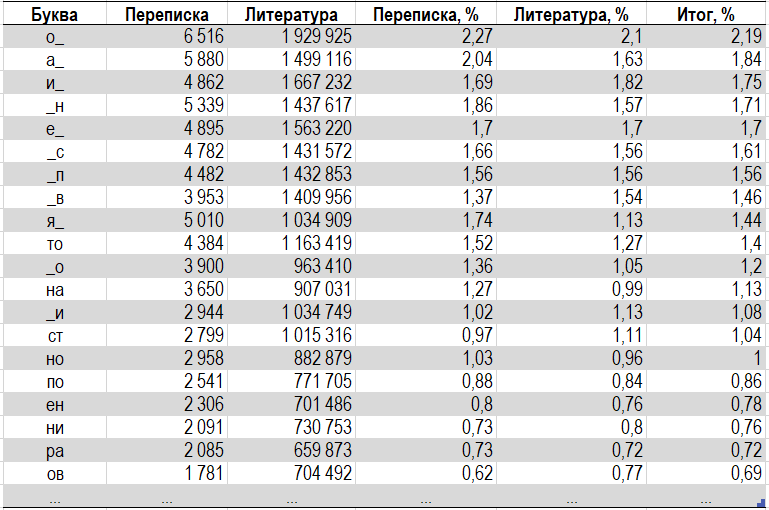 Буква Переписка Литература Переписка, % Литература, % Итог, %
о_ 6 516 1 929 925 2,27 2,1 2,19
а_ 5 880 1 499 116 2,04 1,63 1,84
и_ 4 862 1 667 232 1,69 1,82 1,75
_н 5 339 1 437 617 1,86 1,57 1,71
е_ 4 895 1 563 220 1,7 1,7 1,7
_с 4 782 1 431 572 1,66 1,56 1,61
_п 4 482 1 432 853 1,56 1,56 1,56
_в 3 953 1 409 956 1,37 1,54 1,46
я_ 5 010 1 034 909 1,74 1,13 1,44
то 4 384 1 163 419 1,52 1,27 1,4
_о 3 900 963 410 1,36 1,05 1,2
на 3 650 907 031 1,27 0,99 1,13
_и 2 944 1 034 749 1,02 1,13 1,08
ст 2 799 1 015 316 0,97 1,11 1,04
но 2 958 882 879 1,03 0,96 1
по 2 541 771 705 0,88 0,84 0,86
ен 2 306 701 486 0,8 0,76 0,78
ни 2 091 730 753 0,73 0,8 0,76
ра 2 085 659 873 0,73 0,72 0,72
ов 1 781 704 492 0,62 0,77 0,69
... ... ... ... ... ...